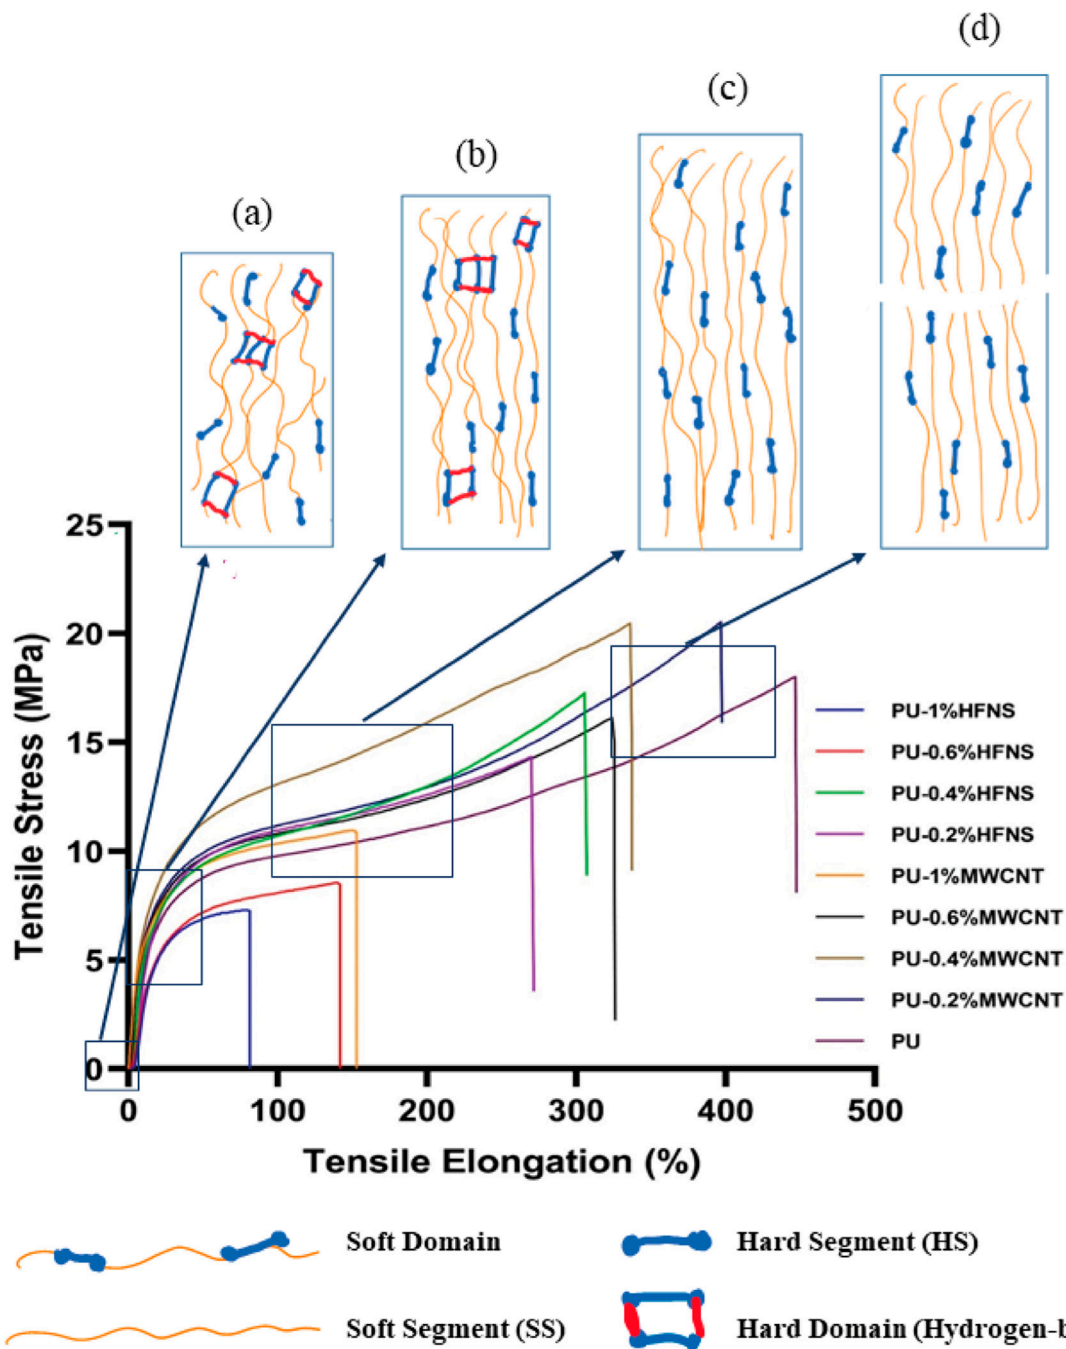 (d)
(c)
(b)
(a)
25
20
15
10
5
0
Tensile Stress (MPa)
PU-1%HFNS
PU-0.6%HFNS
PU-0.4%HFNS
PU-0.2%HFNS
PU-1%MWCNT
PU-0.6%MWCNT
PU-0.4%MWCNT
PU-0.2%MWCNT
PU
0 100 200 300 400 500
Tensile Elongation (%)
Soft Domain
Hard Segment (HS)
Soft Segment (SS)
Hard Domain (Hydrogen-b